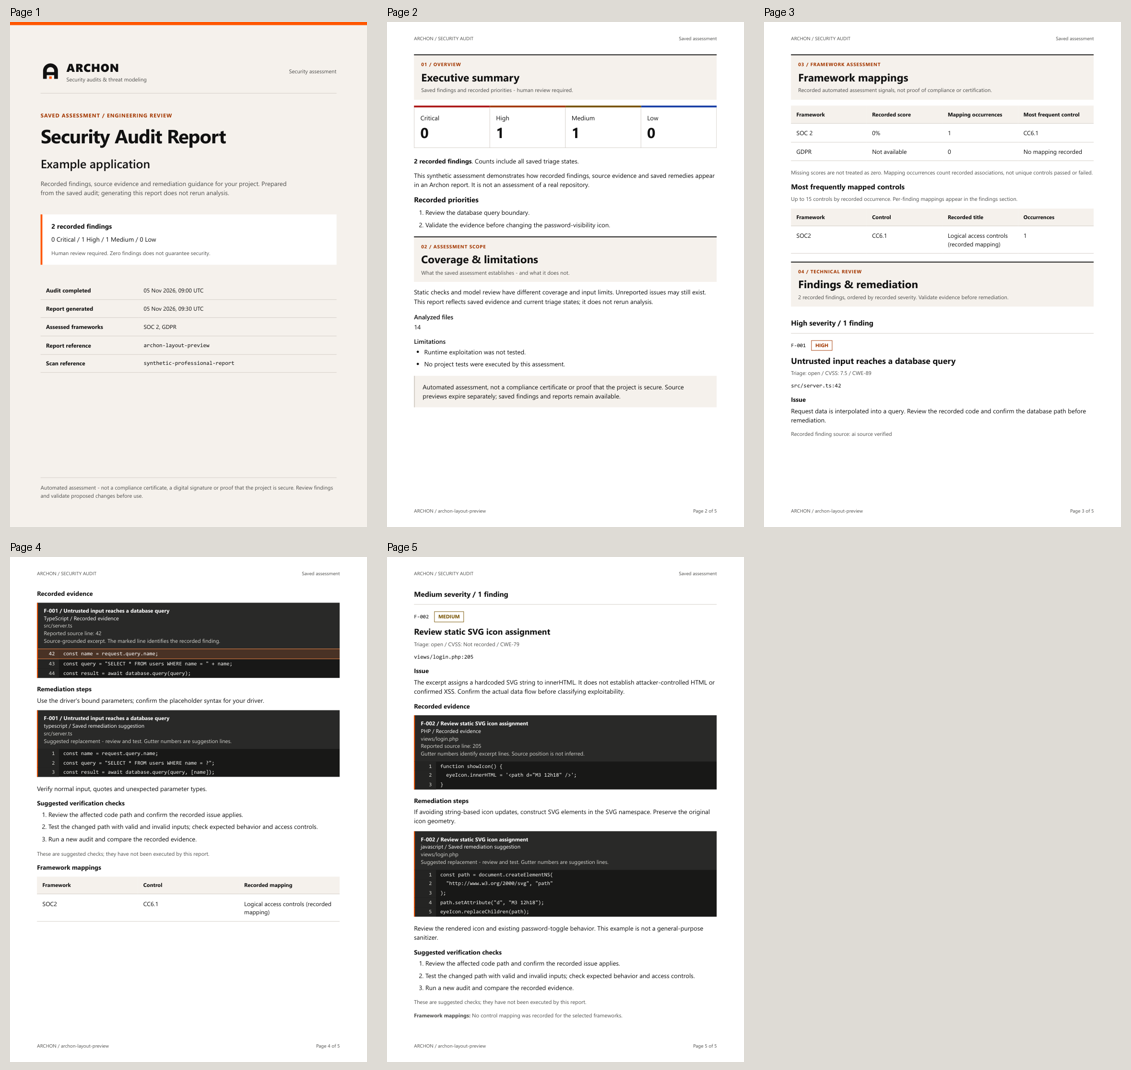 Page 1
ARCHON
Security audits & threat modeling
Security assessment
SAVED ASSESSMENT / ENGINEERING REVIEW
Security Audit Report
Example application
Recorded findings, source evidence and remediation guidance for your project. Prepared
from the saved audit; generating this report does not rerun analysis.
2 recorded findings
0 Critical / 1 High / 1 Medium / 0 Low
Human review required. Zero findings does not guarantee security.
Audit completed 05 Nov 2026, 09:00 UTC
Report generated 05 Nov 2026, 09:30 UTC
Assessed frameworks SOC 2, GDPR
Report reference archon-layout-preview
Scan reference synthetic-professional-report
Automated assessment - not a compliance certificate, a digital signature or proof that the project is secure. Review findings
and validate proposed changes before use.
Page 2
ARCHON / SECURITY AUDIT Saved assessment
01 / OVERVIEW
Executive summary
Saved findings and recorded priorities - human review required.
Critical High Medium Low
0 1 1 0
2 recorded findings. Counts include all saved triage states.
This synthetic assessment demonstrates how recorded findings, source evidence and saved remedies appear
in an Archon report. It is not an assessment of a real repository.
Recorded priorities
1. Review the database query boundary.
2. Validate the evidence before changing the password-visibility icon.
02 / ASSESSMENT SCOPE
Coverage & limitations
What the saved assessment establishes - and what it does not.
Static checks and model review have different coverage and input limits. Unreported issues may still exist.
This report reflects saved evidence and current triage states; it does not rerun analysis.
Analyzed files
14
Limitations
• Runtime exploitation was not tested.
• No project tests were executed by this assessment.
Automated assessment, not a compliance certificate or proof that the project is secure. Source
previews expire separately; saved findings and reports remain available.
ARCHON / archon-layout-preview Page 2 of 5
Page 3
ARCHON / SECURITY AUDIT Saved assessment
03 / FRAMEWORK ASSESSMENT
Framework mappings
Recorded automated assessment signals, not proof of compliance or certification.
Framework Recorded score Mapping occurrences Most frequent control
SOC 2 0% 1 CC6.1
GDPR Not available 0 No mapping recorded
Missing scores are not treated as zero. Mapping occurrences count recorded associations, not unique controls passed or failed.
Most frequently mapped controls
Up to 15 controls by recorded occurrence. Per-finding mappings appear in the findings section.
Framework Control Recorded title Occurrences
SOC2 CC6.1 Logical access controls 1
(recorded mapping)
04 / TECHNICAL REVIEW
Findings & remediation
2 recorded findings, ordered by recorded severity. Validate evidence before remediation.
High severity / 1 finding
F-001 HIGH
Untrusted input reaches a database query
Triage: open / CVSS: 7.5 / CWE-89
src/server.ts:42
Issue
Request data is interpolated into a query. Review the recorded code and confirm the database path before
remediation.
Recorded finding source: ai source verified
ARCHON / archon-layout-preview Page 3 of 5
Page 4
ARCHON / SECURITY AUDIT Saved assessment
Recorded evidence
F-001 / Untrusted input reaches a database query
TypeScript / Recorded evidence
src/server.ts
Reported source line: 42
Source-grounded excerpt. The marked line identifies the recorded finding.
42 const name = request.query.name;
43 const query = "SELECT * FROM users WHERE name = " + name;
44 const result = await database.query(query);
Remediation steps
Use the driver's bound parameters; confirm the placeholder syntax for your driver.
F-001 / Untrusted input reaches a database query
typescript / Saved remediation suggestion
src/server.ts
Suggested replacement - review and test. Gutter numbers are suggestion lines.
1 const name = request.query.name;
2 const query = "SELECT * FROM users WHERE name = ?";
3 const result = await database.query(query, [name]);
Verify normal input, quotes and unexpected parameter types.
Suggested verification checks
1. Review the affected code path and confirm the recorded issue applies.
2. Test the changed path with valid and invalid inputs; check expected behavior and access controls.
3. Run a new audit and compare the recorded evidence.
These are suggested checks; they have not been executed by this report.
Framework mappings
Framework Control Recorded mapping
SOC2 CC6.1 Logical access controls (recorded
mapping)
ARCHON / archon-layout-preview Page 4 of 5
Page 5
ARCHON / SECURITY AUDIT Saved assessment
Medium severity / 1 finding
F-002 MEDIUM
Review static SVG icon assignment
Triage: open / CVSS: Not recorded / CWE-79
views/login.php:205
Issue
The excerpt assigns a hardcoded SVG string to innerHTML. It does not establish attacker-controlled HTML or
confirmed XSS. Confirm the actual data flow before classifying exploitability.
Recorded evidence
F-002 / Review static SVG icon assignment
PHP / Recorded evidence
views/login.php
Reported source line: 205
Gutter numbers identify excerpt lines. Source position is not inferred.
1 function showIcon() {
2 eyeIcon.innerHTML = '<path d="M3 12h18" />';
3 }
Remediation steps
If avoiding string-based icon updates, construct SVG elements in the SVG namespace. Preserve the original
icon geometry.
F-002 / Review static SVG icon assignment
javascript / Saved remediation suggestion
views/login.php
Suggested replacement - review and test. Gutter numbers are suggestion lines.
1 const path = document.createElementNS(
2 "http://www.w3.org/2000/svg", "path"
3 );
4 path.setAttribute("d", "M3 12h18");
5 eyeIcon.replaceChildren(path);
Review the rendered icon and existing password-toggle behavior. This example is not a general-purpose
sanitizer.
Suggested verification checks
1. Review the affected code path and confirm the recorded issue applies.
2. Test the changed path with valid and invalid inputs; check expected behavior and access controls.
3. Run a new audit and compare the recorded evidence.
These are suggested checks; they have not been executed by this report.
Framework mappings: No control mapping was recorded for the selected frameworks.
ARCHON / archon-layout-preview Page 5 of 5